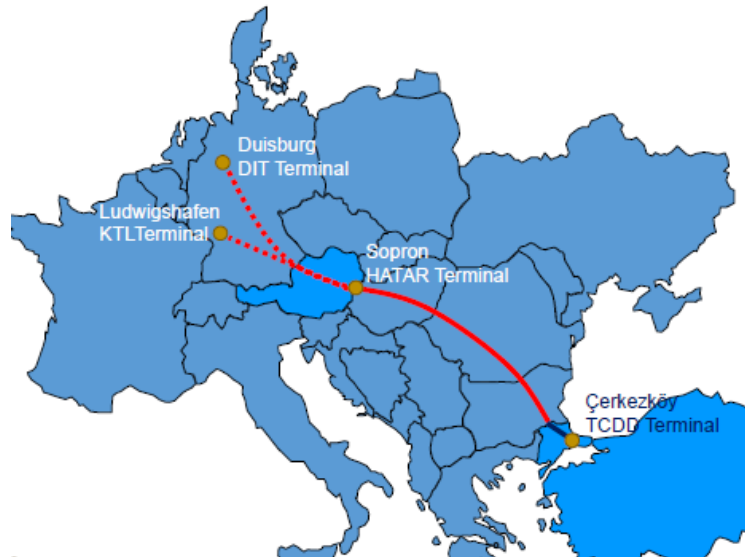 Duisburg
DIT Terminal
Ludwigshafen
KTLTerminal
Sopron
HATAR Terminal
Çerkezköy
TCDD Terminal